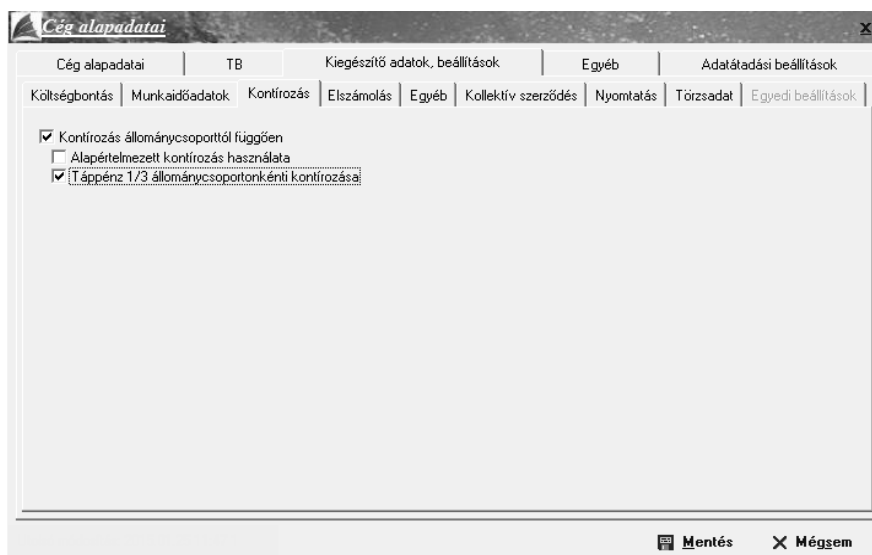 Cég alapadatai
x
Cég alapadatai TB Kiegészítő adatok, beállítások Egyéb Adatátadási beállítások
Költségbontás Munkaidőadatok Kontírozás Elszámolás Egyéb Kollektív szerződés Nyomtatás Törzsadat Egyedi beállítások
Kontírozás állománycsoporttól függően
Alapértelmezett kontírozás használata
Táppénz 1/3 állománycsoportonkénti kontírozása
Mentés Mégsem